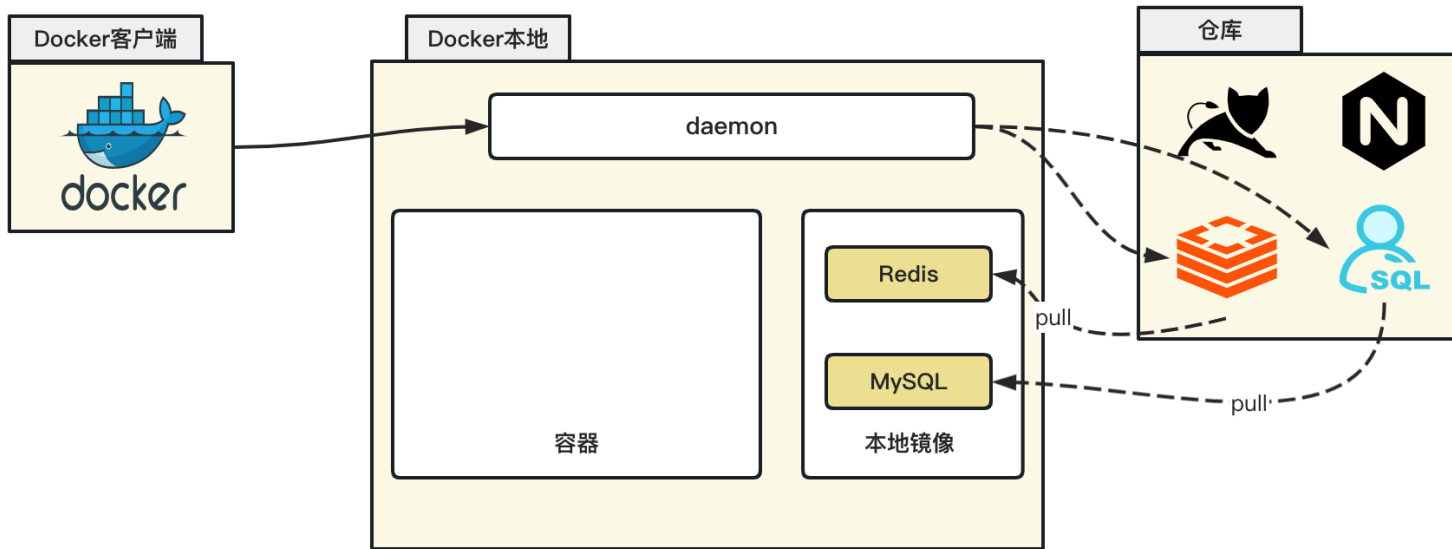 Docker客户端
docker
Docker本地
daemon
容器
Redis
MySQL
本地镜像
仓库
N
SQL
pull
pull